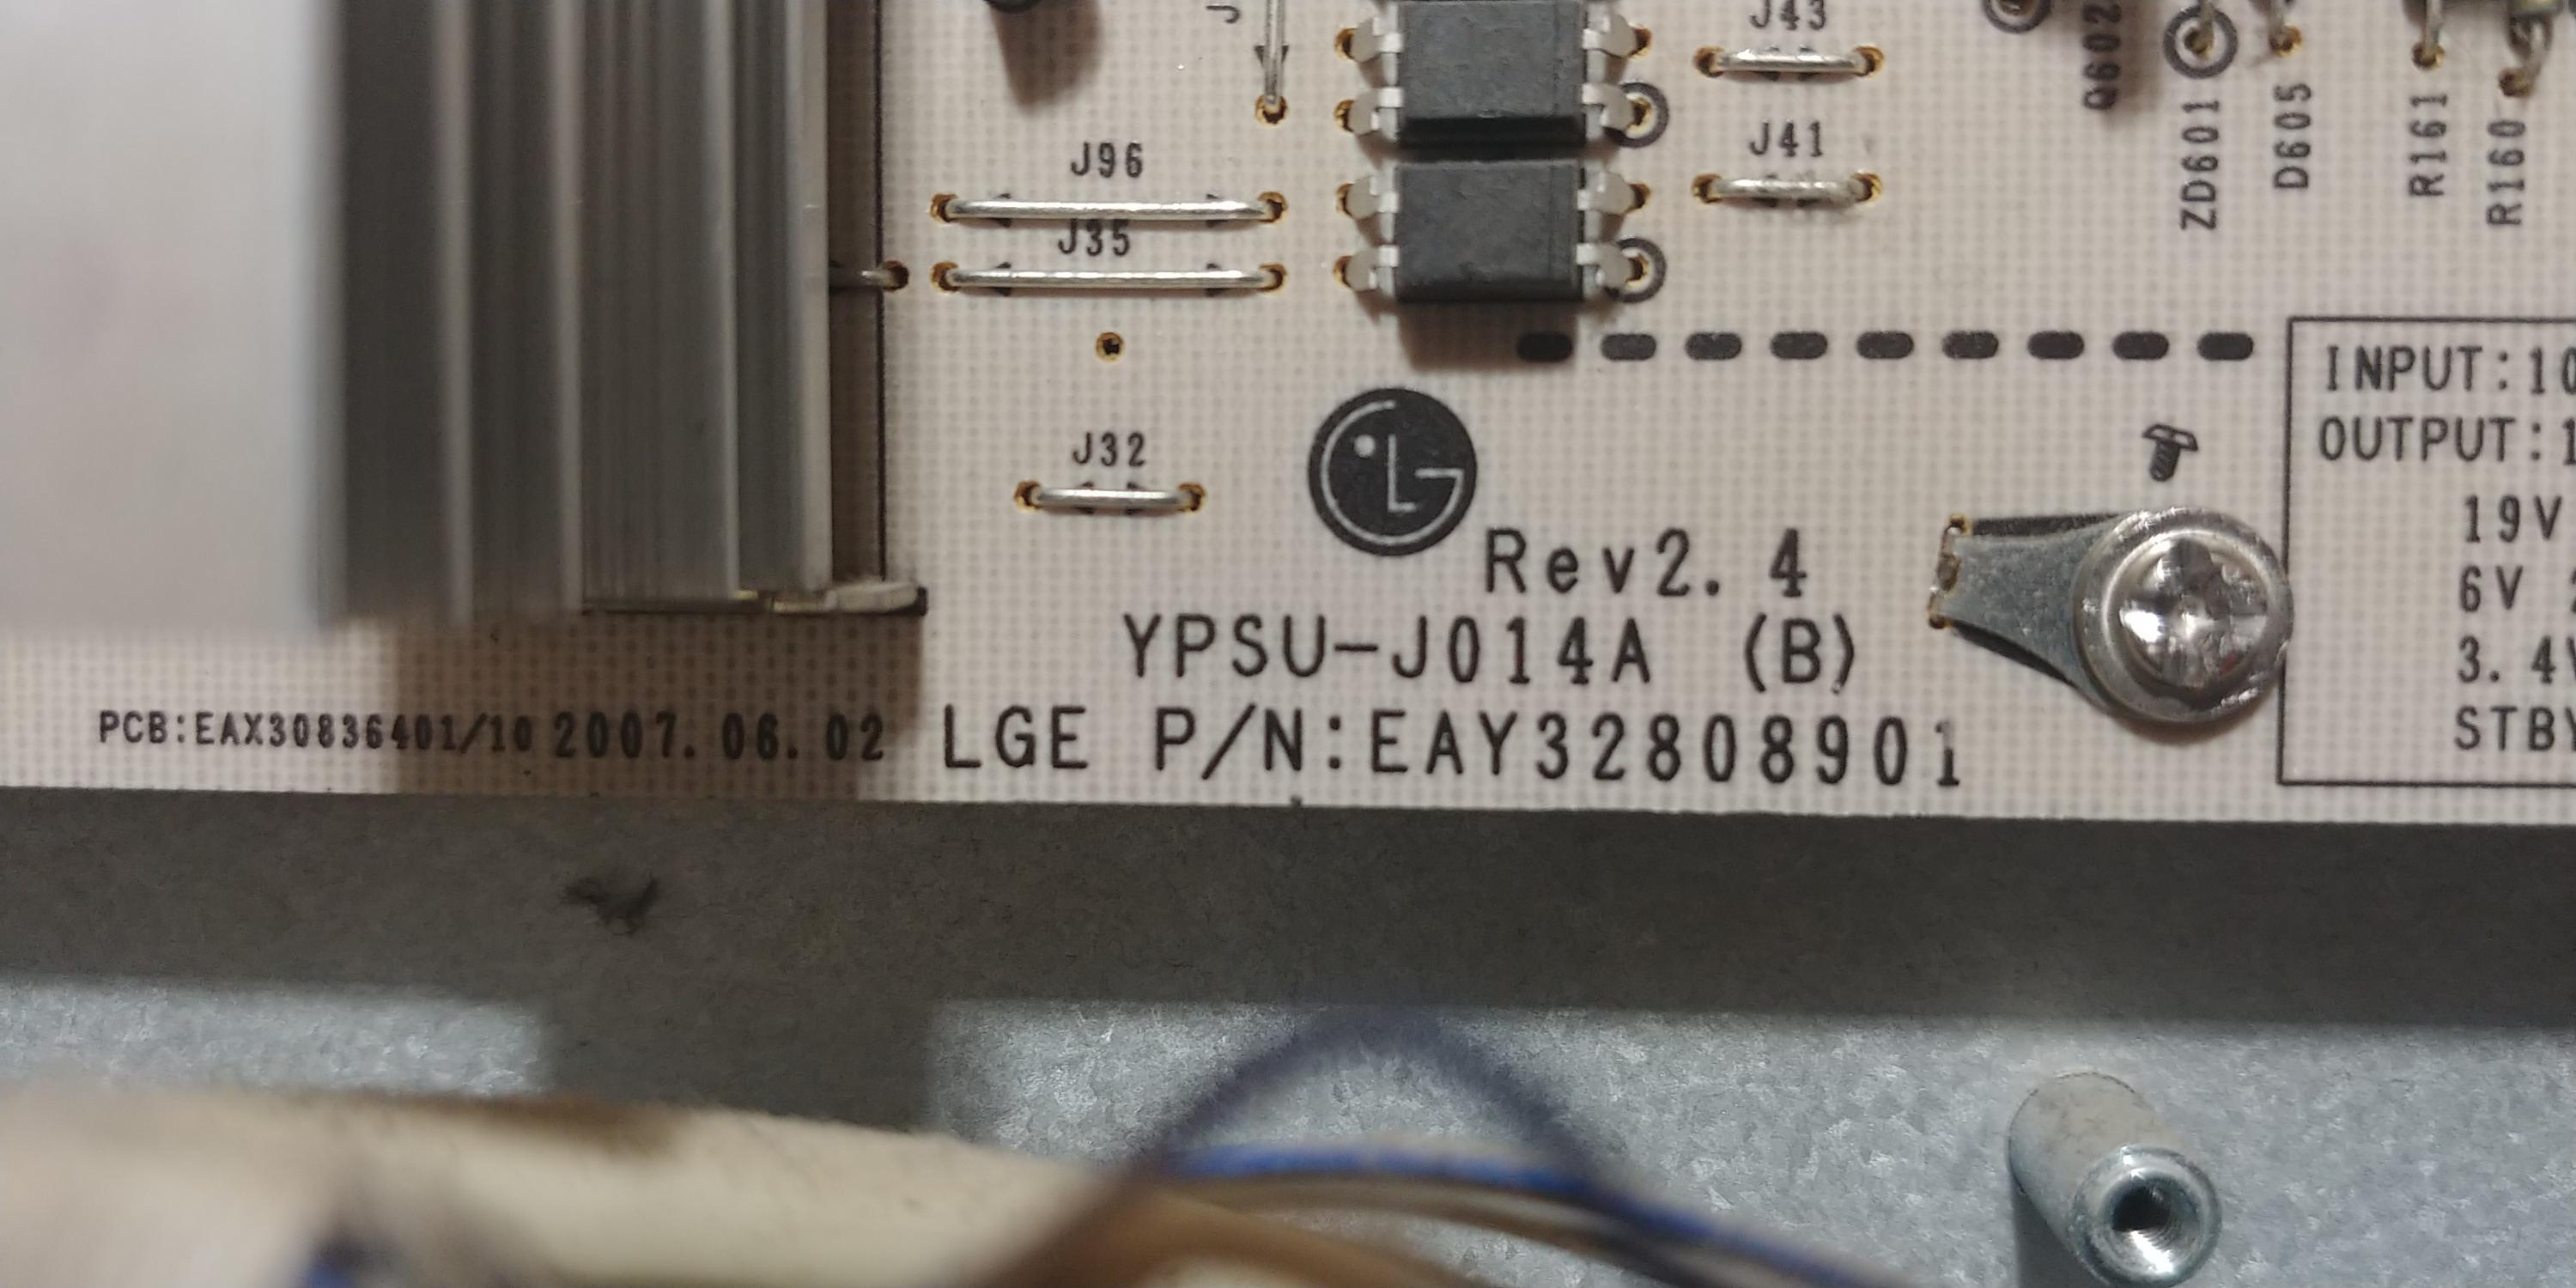 J43
J41
J96
J35
J32
Q602
ZD601
D605
R161
R160
LG
Rev2.4
YPSU-J014A (B)
PCB:EAX30836401/10 2007.06.02 LGE P/N:EAY32808901
INPUT:10
OUTPUT:1
19V
6V
3.4V
STBY